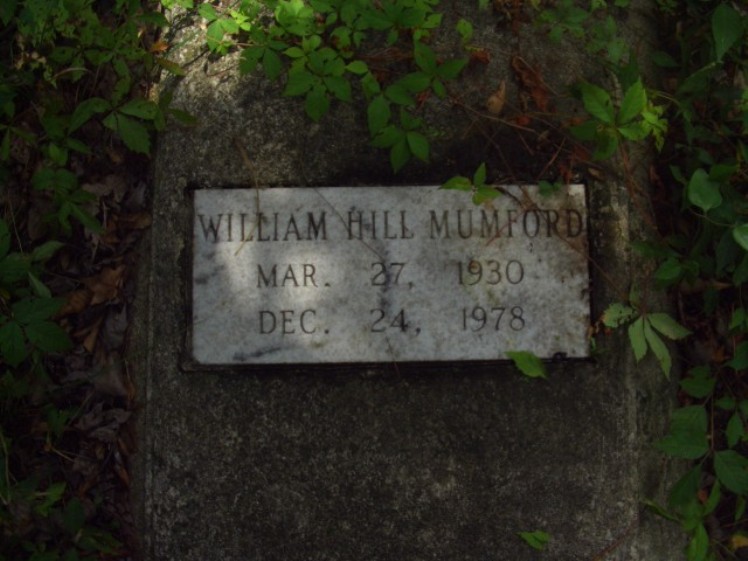 WILLIAM HILL MUMFORD
MAR. 27, 1930
DEC. 24, 1978